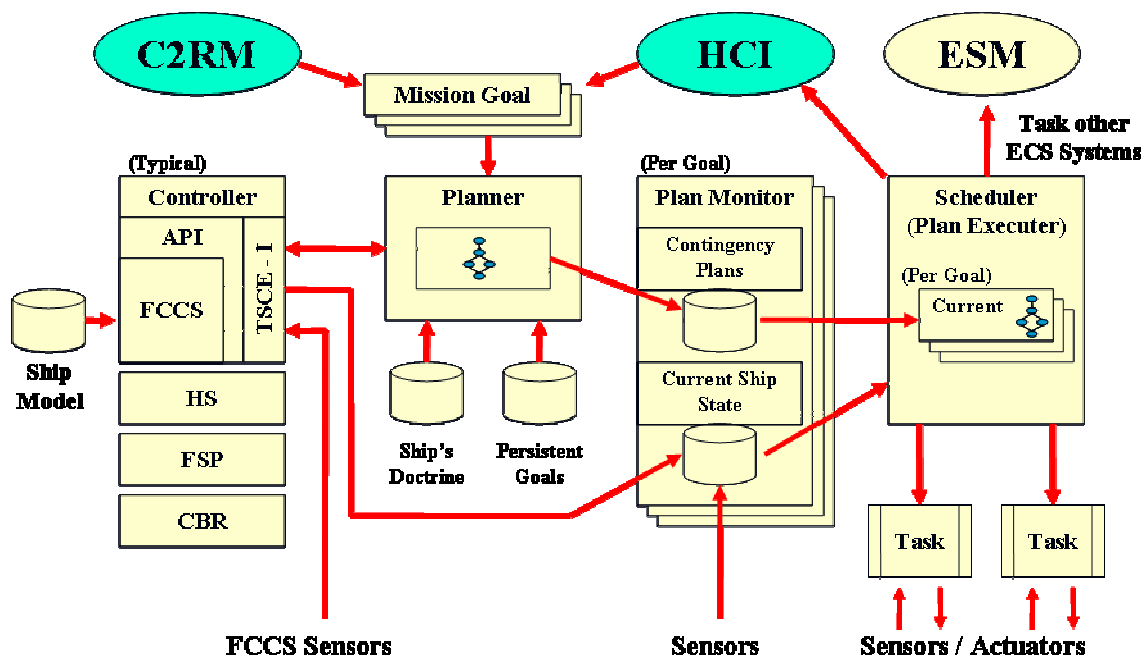 C2RM
HCI
ESM
Mission Goal
Task other
ECS Systems
(Typical)
Controller
API
TSCE - I
FCCS
Ship
Model
HS
FSP
CBR
Planner
Ship's
Doctrine
Persistent
Goals
(Per Goal)
Plan Monitor
Contingency
Plans
Current Ship
State
Scheduler
(Plan Executer)
(Per Goal)
Current
Task
Task
FCCS Sensors
Sensors
Sensors / Actuators